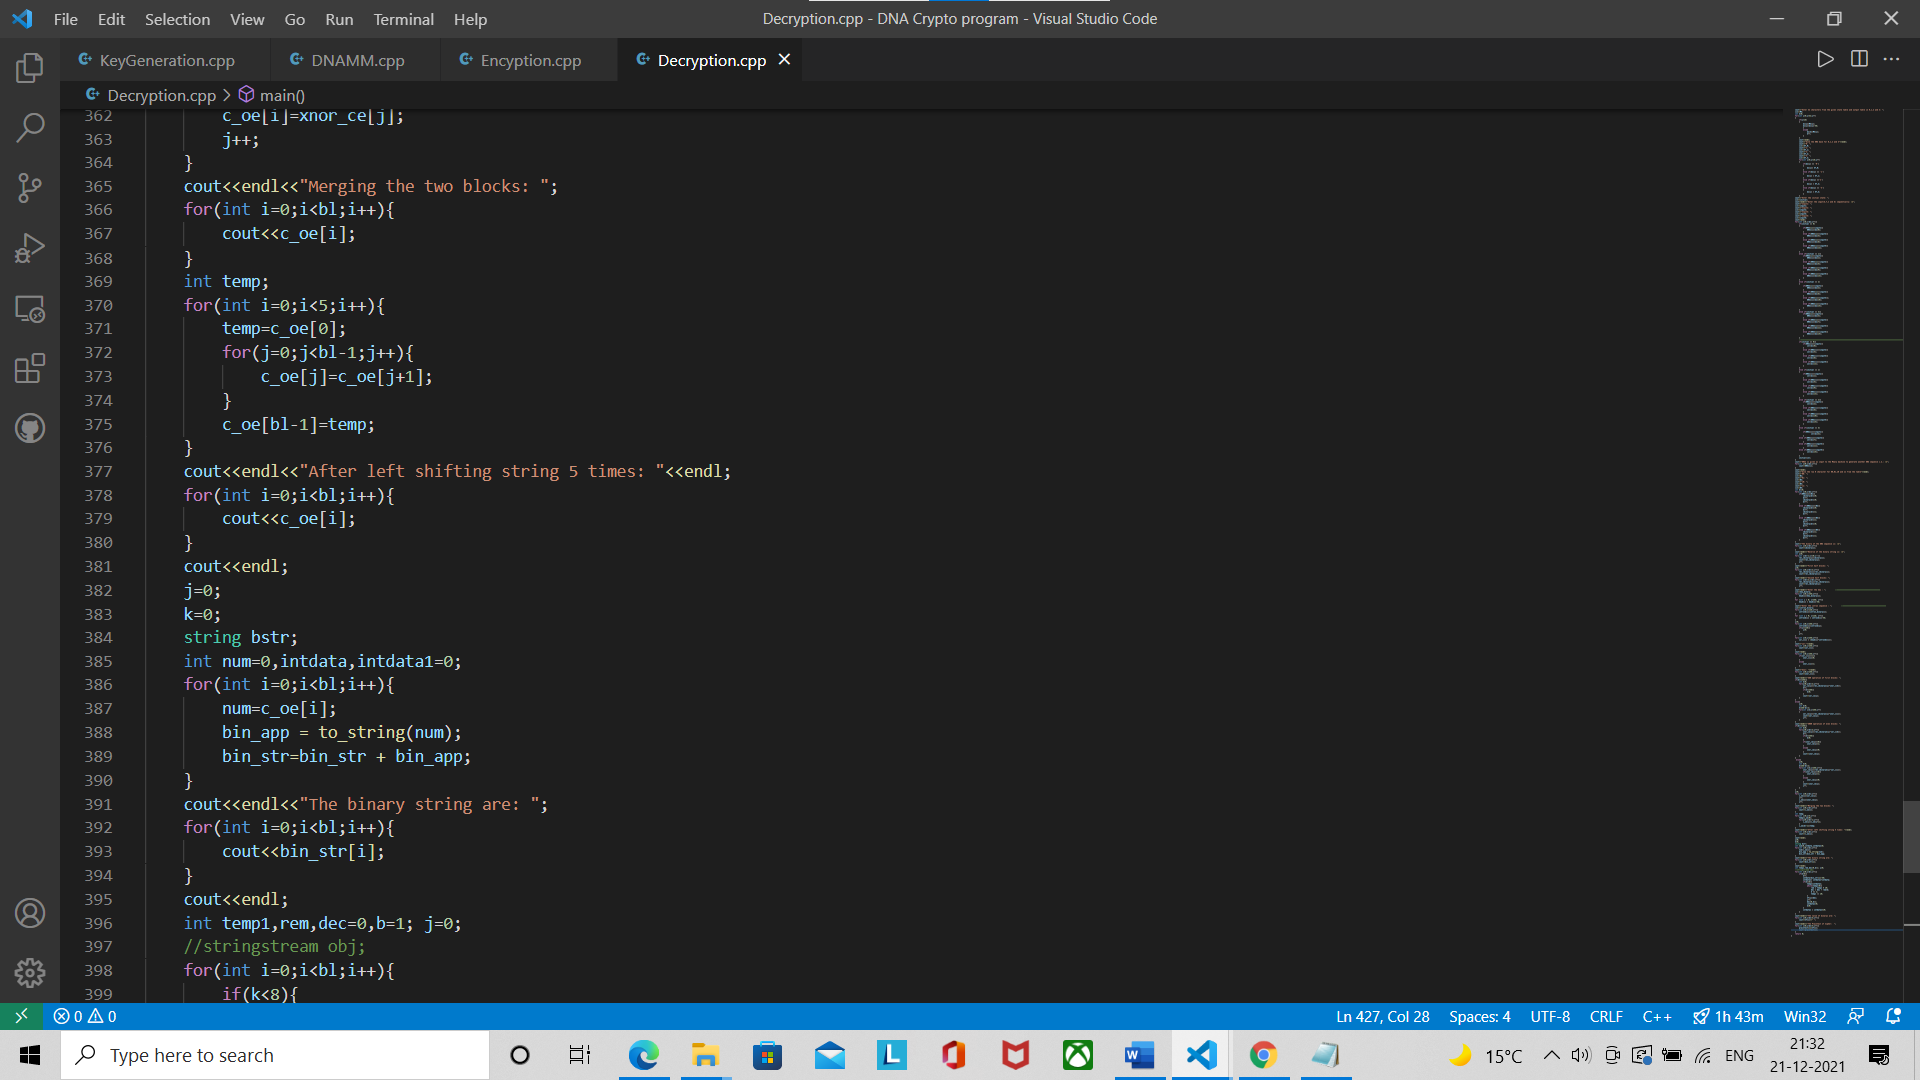 File Edit Selection View Go Run Terminal Help
Decryption.cpp - DNA Crypto program - Visual Studio Code
KeyGeneration.cpp DNAMM.cpp Encyption.cpp Decryption.cpp
Decryption.cpp > main()
362 c_oe[i]=xnor_ce[j];
363 j++;
364 }
365 cout<<endl<<"Merging the two blocks: ";
366 for(int i=0;i<bl;i++){
367 cout<<c_oe[i];
368 }
369 int temp;
370 for(int i=0;i<5;i++){
371 temp=c_oe[0];
372 for(j=0;j<bl-1;j++){
373 c_oe[j]=c_oe[j+1];
374 }
375 c_oe[bl-1]=temp;
376 }
377 cout<<endl<<"After left shifting string 5 times: "<<endl;
378 for(int i=0;i<bl;i++){
379 cout<<c_oe[i];
380 }
381 cout<<endl;
382 j=0;
383 k=0;
384 string bstr;
385 int num=0,intdata,intdata1=0;
386 for(int i=0;i<bl;i++){
387 num=c_oe[i];
388 bin_app = to_string(num);
389 bin_str=bin_str + bin_app;
390 }
391 cout<<endl<<"The binary string are: ";
392 for(int i=0;i<bl;i++){
393 cout<<bin_str[i];
394 }
395 cout<<endl;
396 int temp1,rem,dec=0,b=1; j=0;
397 //stringstream obj;
398 for(int i=0;i<bl;i++){
399 if(k<8){
0 0 Ln 427, Col 28 Spaces: 4 UTF-8 CRLF C++ 1h 43m Win32
Type here to search
15°C ENG
21:32
21-12-2021